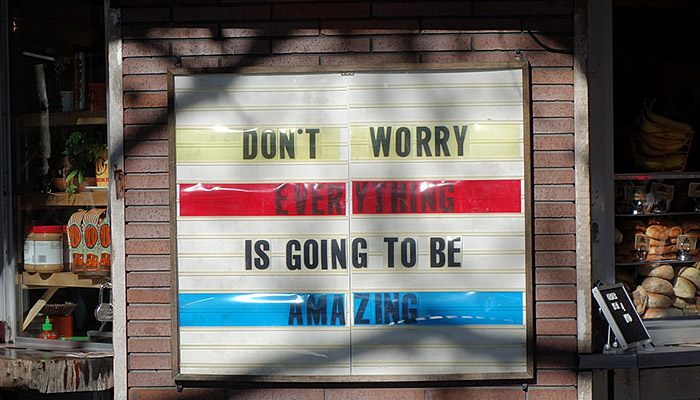 DON'T WORRY
EVERYTHING
IS GOING TO BE
AMAZING